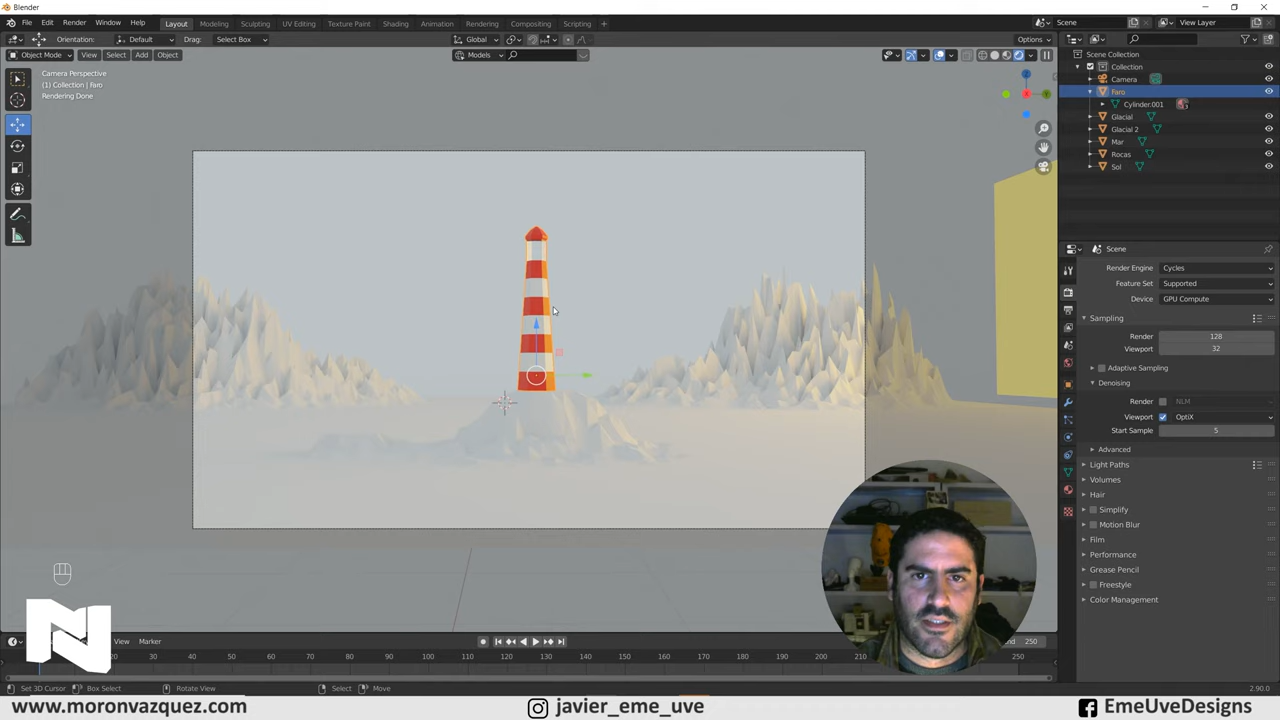 Blender
File Edit Render Window Help Layout Modeling Sculpting UV Editing Texture Paint Shading Animation Rendering Compositing Scripting + Scene View Layer
Orientation: Default Drag: Select Box Global Options
Object Mode View Select Add Object Models
Camera Perspective
(1) Collection | Faro
Rendering Done
Scene Collection
Collection
Camera
Faro
Cylinder.001
Glacial
Glacial 2
Mar
Rocas
Sol
Scene
Render Engine Cycles
Feature Set Supported
Device GPU Compute
Sampling
Render 128
Viewport 32
Adaptive Sampling
Denoising
Render NLM
Viewport OptiX
Start Sample 5
Advanced
Light Paths
Volumes
Hair
Simplify
Motion Blur
Film
Performance
Grease Pencil
Freestyle
Color Management
N
View Marker
250
20 30 40 50 60 70 80 90 100 110 120 130 140 150 160 170 180 190 200 210 250
Set 3D Cursor Box Select Rotate View Select Move 2.90.0
www.moronvazquez.com javier_eme_uve EmeUveDesigns